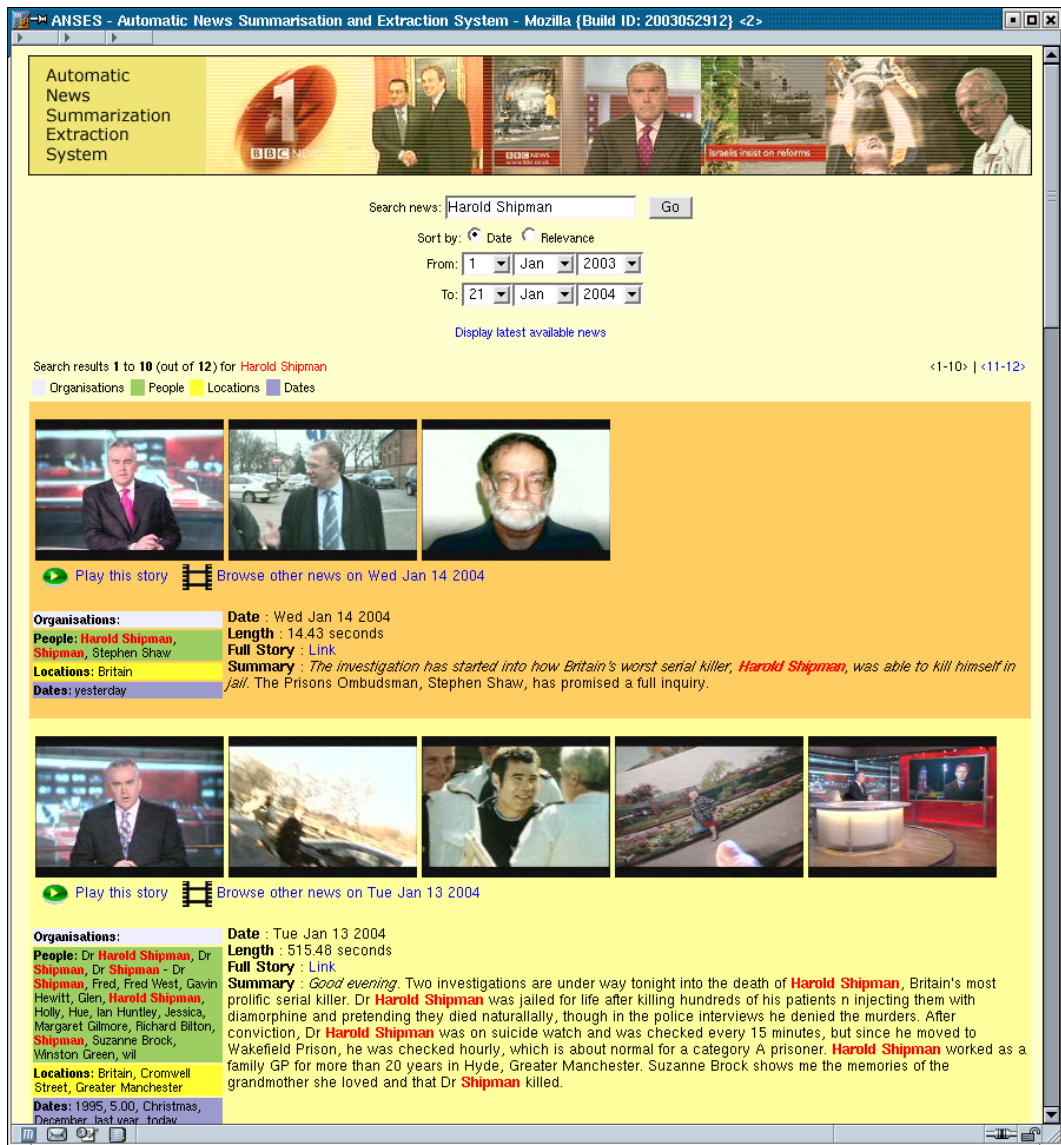 ANSES - Automatic News Summarisation and Extraction System - Mozilla {Build ID: 2003052912} <2>
Automatic
News
Summarization
Extraction
System
1
BBC NEWS
BBC NEWS
www.bbc.co.uk
Israelis insist on reforms
Search news: Harold Shipman Go
Sort by: Date Relevance
From: 1 Jan 2003
To: 21 Jan 2004
Display latest available news
Search results 1 to 10 (out of 12) for Harold Shipman <1-10> | <11-12>
Organisations People Locations Dates
Play this story Browse other news on Wed Jan 14 2004
Organisations:
People: Harold Shipman,
Shipman, Stephen Shaw
Locations: Britain
Dates: yesterday
Date : Wed Jan 14 2004
Length : 14.43 seconds
Full Story : Link
Summary : The investigation has started into how Britain's worst serial killer, Harold Shipman, was able to kill himself in
jail. The Prisons Ombudsman, Stephen Shaw, has promised a full inquiry.
Play this story Browse other news on Tue Jan 13 2004
Organisations:
People: Dr Harold Shipman, Dr
Shipman, Dr Shipman - Dr
Shipman, Fred, Fred West, Gavin
Hewitt, Glen, Harold Shipman,
Holly, Hue, Ian Huntley, Jessica,
Margaret Gilmore, Richard Bilton,
Shipman, Suzanne Brock,
Winston Green, wil
Locations: Britain, Cromwell
Street, Greater Manchester
Dates: 1995, 5.00, Christmas,
December, last year, today
Date : Tue Jan 13 2004
Length : 515.48 seconds
Full Story : Link
Summary : Good evening. Two investigations are under way tonight into the death of Harold Shipman, Britain's most
prolific serial killer. Dr Harold Shipman was jailed for life after killing hundreds of his patients n injecting them with
diamorphine and pretending they died naturallally, though in the police interviews he denied the murders. After
conviction, Dr Harold Shipman was on suicide watch and was checked every 15 minutes, but since he moved to
Wakefield Prison, he was checked hourly, which is about normal for a category A prisoner. Harold Shipman worked as a
family GP for more than 20 years in Hyde, Greater Manchester. Suzanne Brock shows me the memories of the
grandmother she loved and that Dr Shipman killed.